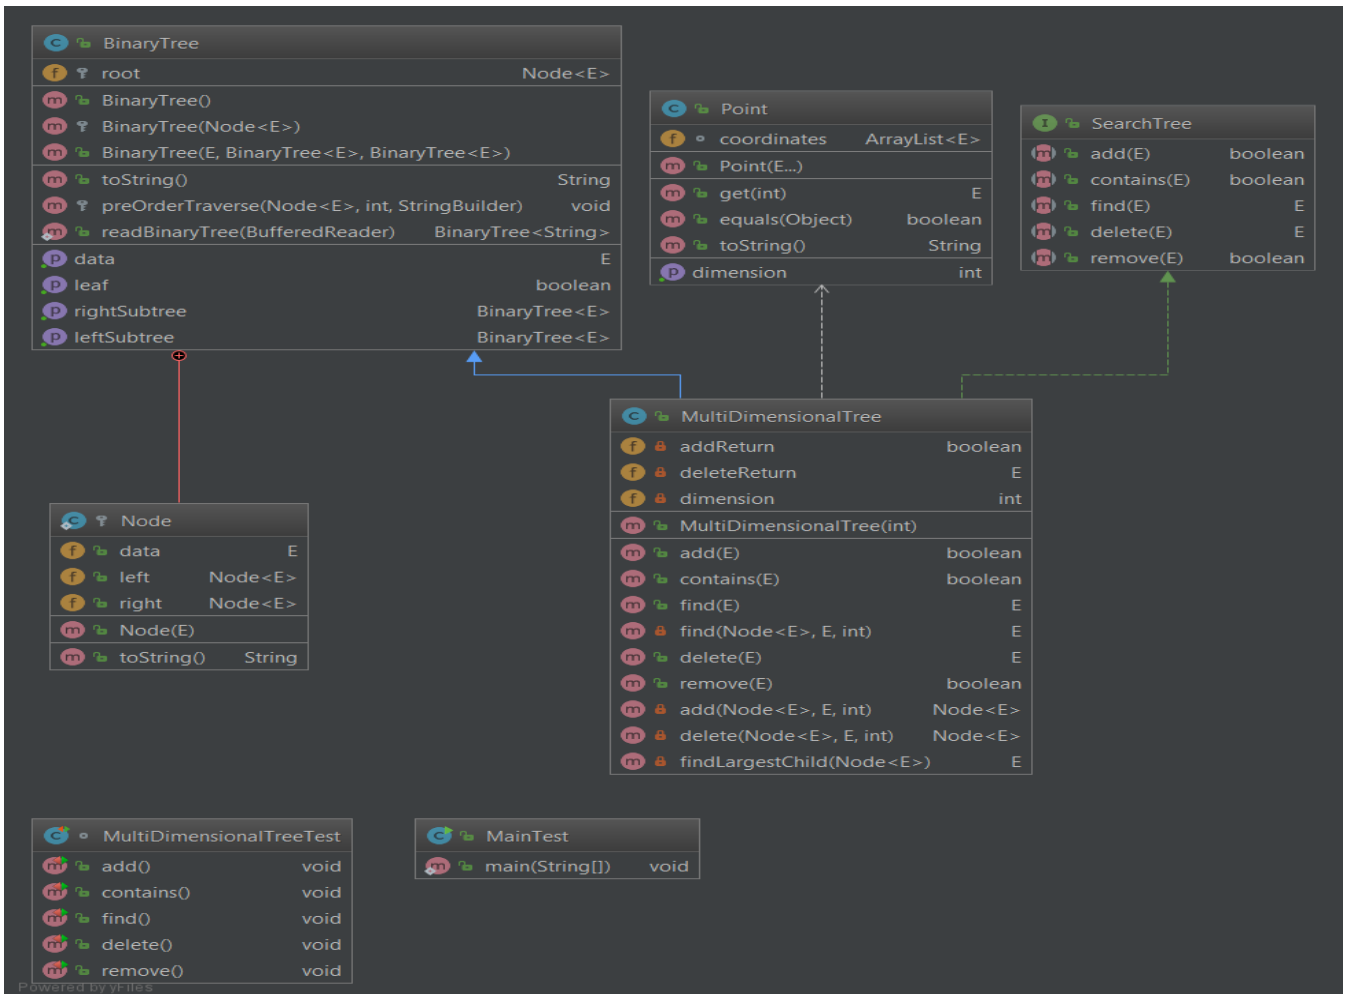 BinaryTree
root Node<E>
BinaryTree()
BinaryTree(Node<E>)
BinaryTree(E, BinaryTree<E>, BinaryTree<E>)
toString() String
preOrderTraverse(Node<E>, int, StringBuilder) void
readBinaryTree(BufferedReader) BinaryTree<String>
data E
leaf boolean
rightSubtree BinaryTree<E>
leftSubtree BinaryTree<E>
Point
coordinates ArrayList<E>
Point(E...)
get(int) E
equals(Object) boolean
toString() String
dimension int
SearchTree
add(E) boolean
contains(E) boolean
find(E) E
delete(E) E
remove(E) boolean
Node
data E
left Node<E>
right Node<E>
Node(E)
toString() String
MultiDimensionalTree
addReturn boolean
deleteReturn E
dimension int
MultiDimensionalTree(int)
add(E) boolean
contains(E) boolean
find(E) E
find(Node<E>, E, int) E
delete(E) E
remove(E) boolean
add(Node<E>, E, int) Node<E>
delete(Node<E>, E, int) Node<E>
findLargestChild(Node<E>) E
MultiDimensionalTreeTest
add() void
contains() void
find() void
delete() void
remove() void
MainTest
main(String[]) void
Powered by yFiles